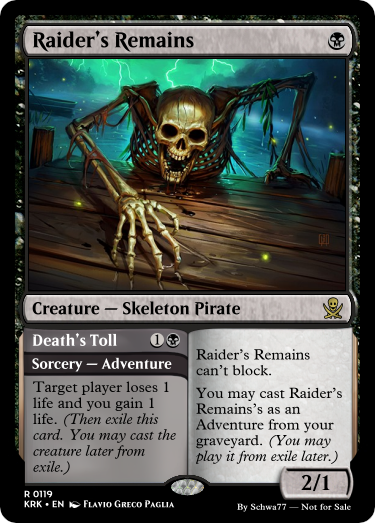 Raider's Remains
Creature — Skeleton Pirate
Death's Toll 1
Sorcery — Adventure
Target player loses 1
life and you gain 1
life. (Then exile this
card. You may cast the
creature later from
exile.)
Raider's Remains
can't block.
You may cast Raider's
Remains's as an
Adventure from your
graveyard. (You may
play it from exile later.)
2/1
R 0119
KRK • EN Flavio Greco Paglia
By Schwa77 — Not for Sale